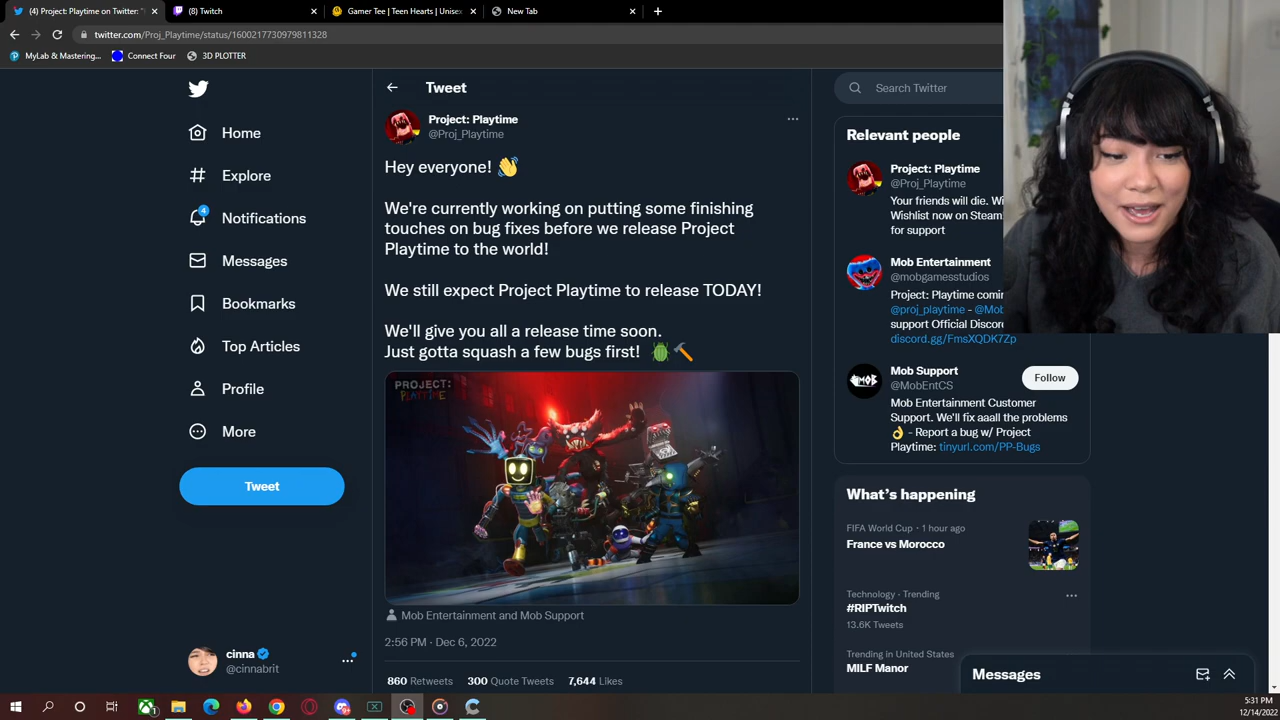 (4) Project: Playtime on Twitter: "
(8) Twitch
Gamer Tee | Teen Hearts | Unisex
New Tab
twitter.com/Proj_Playtime/status/1600217730979811328
MyLab & Mastering...
Connect Four
3D PLOTTER
Home
Explore
4
Notifications
Messages
Bookmarks
Top Articles
Profile
More
Tweet
cinna
@cinnabrit
Tweet
Project: Playtime
@Proj_Playtime
Hey everyone! 👋
We're currently working on putting some finishing
touches on bug fixes before we release Project
Playtime to the world!
We still expect Project Playtime to release TODAY!
We'll give you all a release time soon.
Just gotta squash a few bugs first! 🪲🔨
PROJECT:
PLAYTIME
Mob Entertainment and Mob Support
2:56 PM · Dec 6, 2022
860 Retweets 300 Quote Tweets 7,644 Likes
Search Twitter
Relevant people
Project: Playtime
@Proj_Playtime
Your friends will die. Wi
Wishlist now on Steam
for support
Mob Entertainment
@mobgamesstudios
Project: Playtime comin
@proj_playtime - @Mob
support Official Discord
discord.gg/FmsXQDK7Zp
Mob Support
@MobEntCS
Follow
Mob Entertainment Customer
Support. We'll fix aaall the problems
👌 - Report a bug w/ Project
Playtime: tinyurl.com/PP-Bugs
What's happening
FIFA World Cup · 1 hour ago
France vs Morocco
Technology · Trending
#RIPTwitch
13.6K Tweets
Trending in United States
MILF Manor
Messages
5:31 PM
12/14/2022